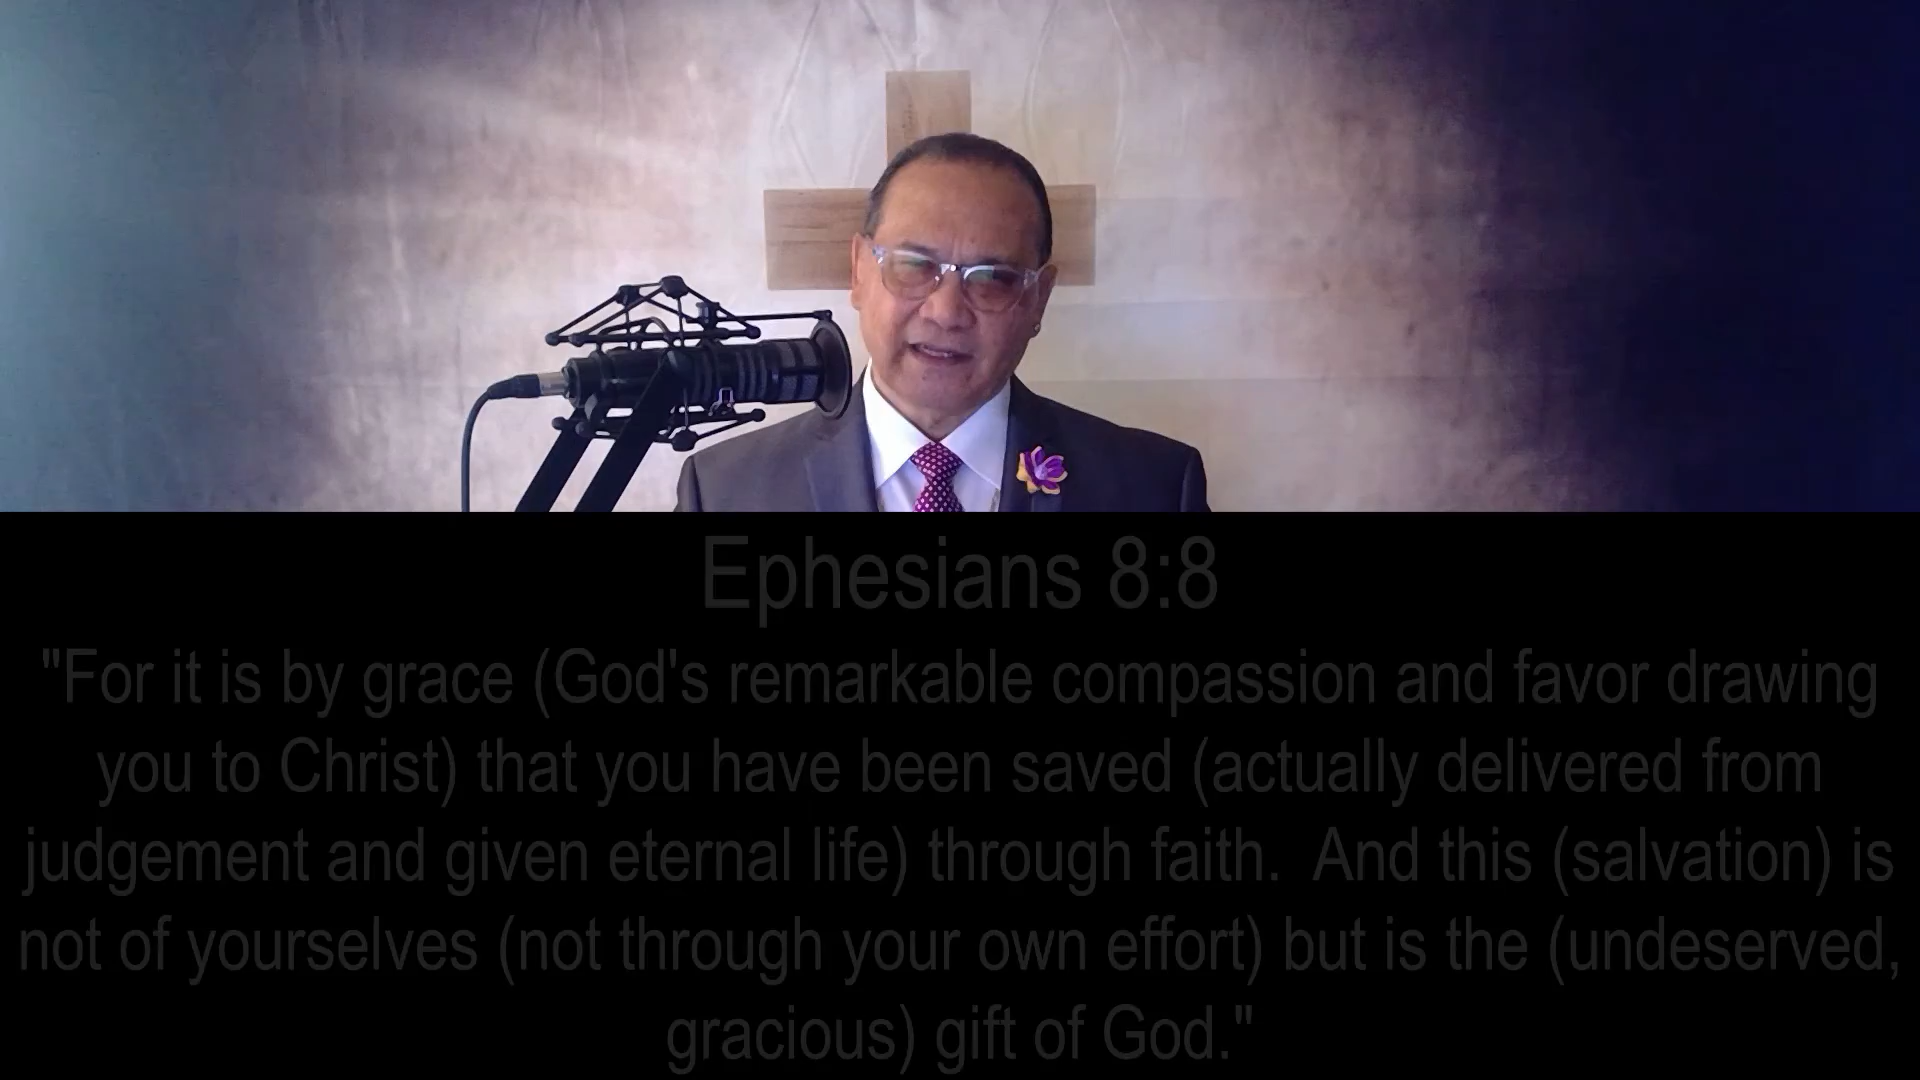 Ephesians 8:8
"For it is by grace (God's remarkable compassion and favor drawing
you to Christ) that you have been saved (actually delivered from
judgement and given eternal life) through faith.  And this (salvation) is
not of yourselves (not through your own effort) but is the (undeserved,
gracious) gift of God."